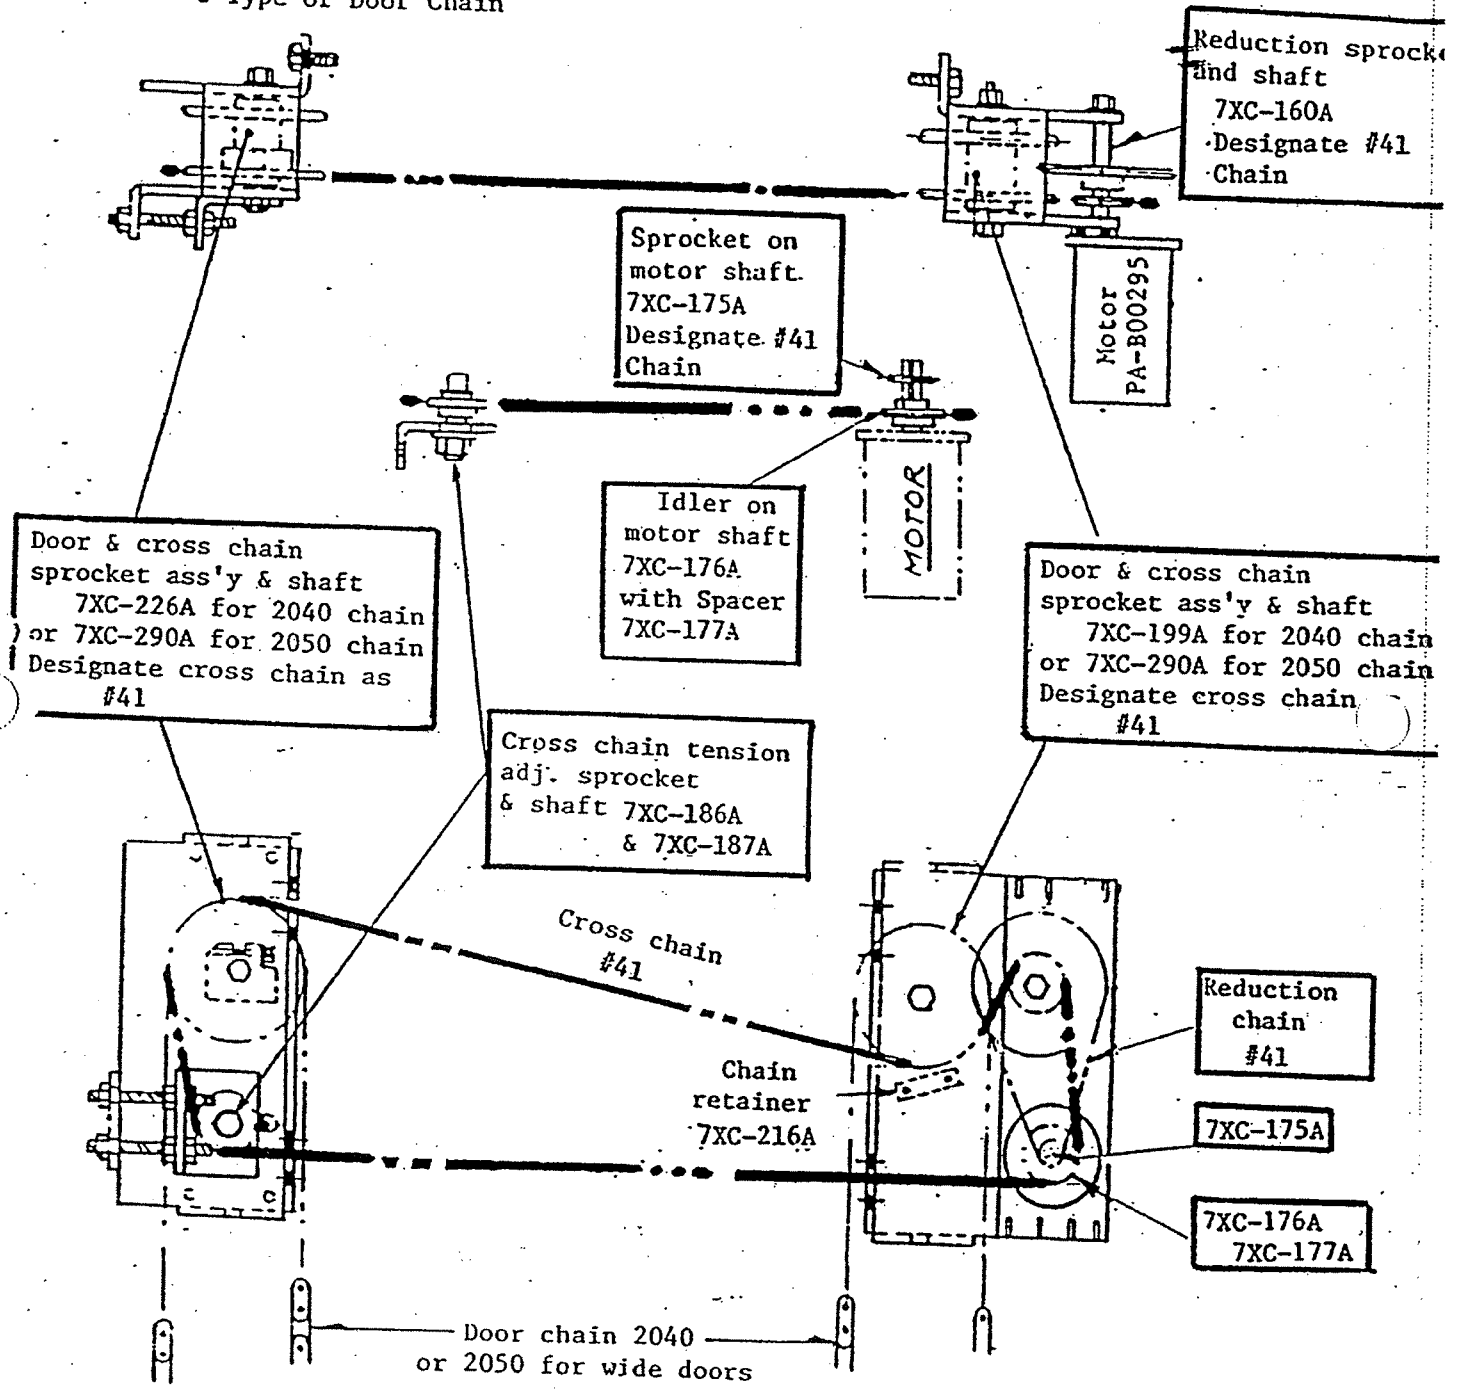 Type of Door Chain
Reduction sprocke
and shaft
7XC-160A
Designate #41
Chain
Sprocket on
motor shaft.
7XC-175A
Designate #41
Chain
Motor
PA-B00295
Idler on
motor shaft
7XC-176A
with Spacer
7XC-177A
MOTOR
Door & cross chain
sprocket ass'y & shaft
7XC-226A for 2040 chain
or 7XC-290A for 2050 chain
Designate cross chain as
#41
Door & cross chain
sprocket ass'y & shaft
7XC-199A for 2040 chain
or 7XC-290A for 2050 chain
Designate cross chain
#41
Cross chain tension
adj. sprocket
& shaft 7XC-186A
& 7XC-187A
Cross chain
#41
Chain
retainer
7XC-216A
Reduction
chain
#41
7XC-175A
7XC-176A
7XC-177A
Door chain 2040
or 2050 for wide doors